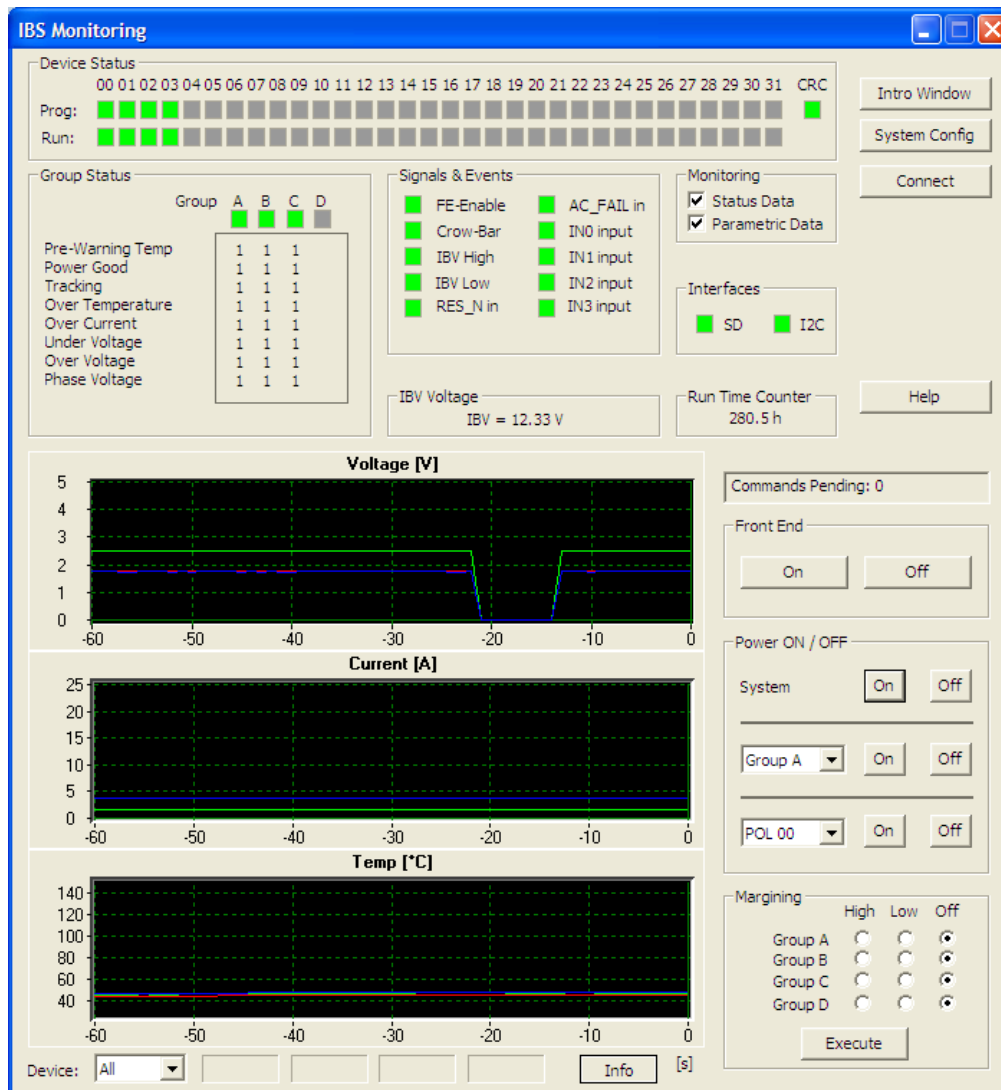 IBS Monitoring
Device Status
00 01 02 03 04 05 06 07 08 09 10 11 12 13 14 15 16 17 18 19 20 21 22 23 24 25 26 27 28 29 30 31 CRC
Prog:
Run:
Intro Window
System Config
Connect
Help
Group Status
Group A B C D
Pre-Warning Temp 1 1 1
Power Good 1 1 1
Tracking 1 1 1
Over Temperature 1 1 1
Over Current 1 1 1
Under Voltage 1 1 1
Over Voltage 1 1 1
Phase Voltage 1 1 1
Signals & Events
FE-Enable AC_FAIL in
Crow-Bar IN0 input
IBV High IN1 input
IBV Low IN2 input
RES_N in IN3 input
Monitoring
Status Data
Parametric Data
Interfaces
SD I2C
IBV Voltage
IBV = 12.33 V
Run Time Counter
280.5 h
Voltage [V]
5
4
3
2
1
0
-60 -50 -40 -30 -20 -10 0
Current [A]
25
20
15
10
5
0
-60 -50 -40 -30 -20 -10 0
Temp [°C]
140
120
100
80
60
40
-60 -50 -40 -30 -20 -10 0
Device: All Info [s]
Commands Pending: 0
Front End
On Off
Power ON / OFF
System On Off
Group A On Off
POL 00 On Off
Margining
High Low Off
Group A
Group B
Group C
Group D
Execute